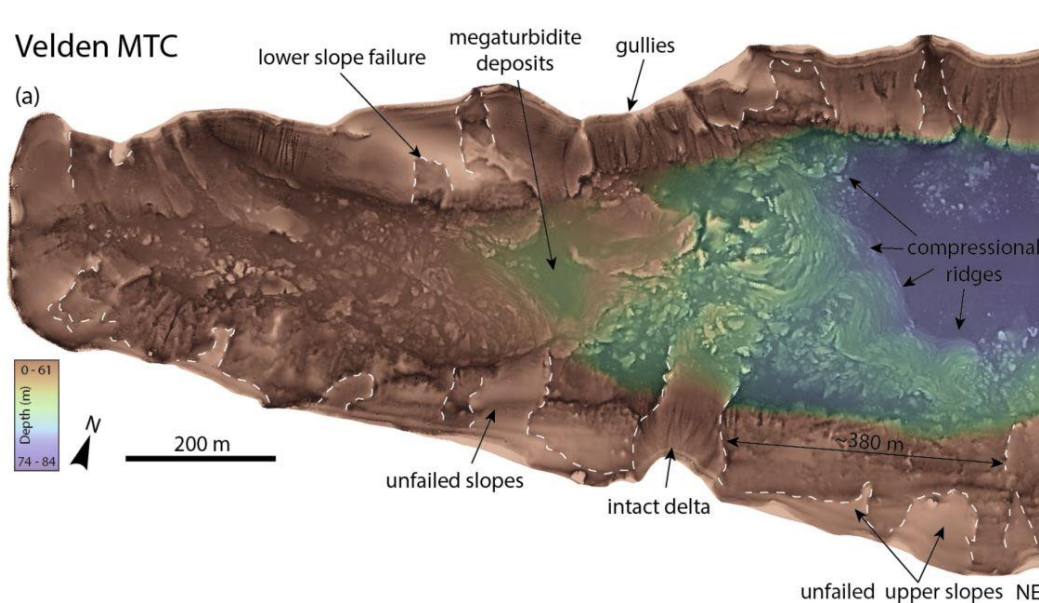 Velden MTC
(a)
lower slope failure
megaturbidite
deposits
gullies
compressional
ridges
0 - 61
Depth (m)
74 - 84
N
200 m
unfailed slopes
intact delta
~380 m
unfailed upper slopes
NE